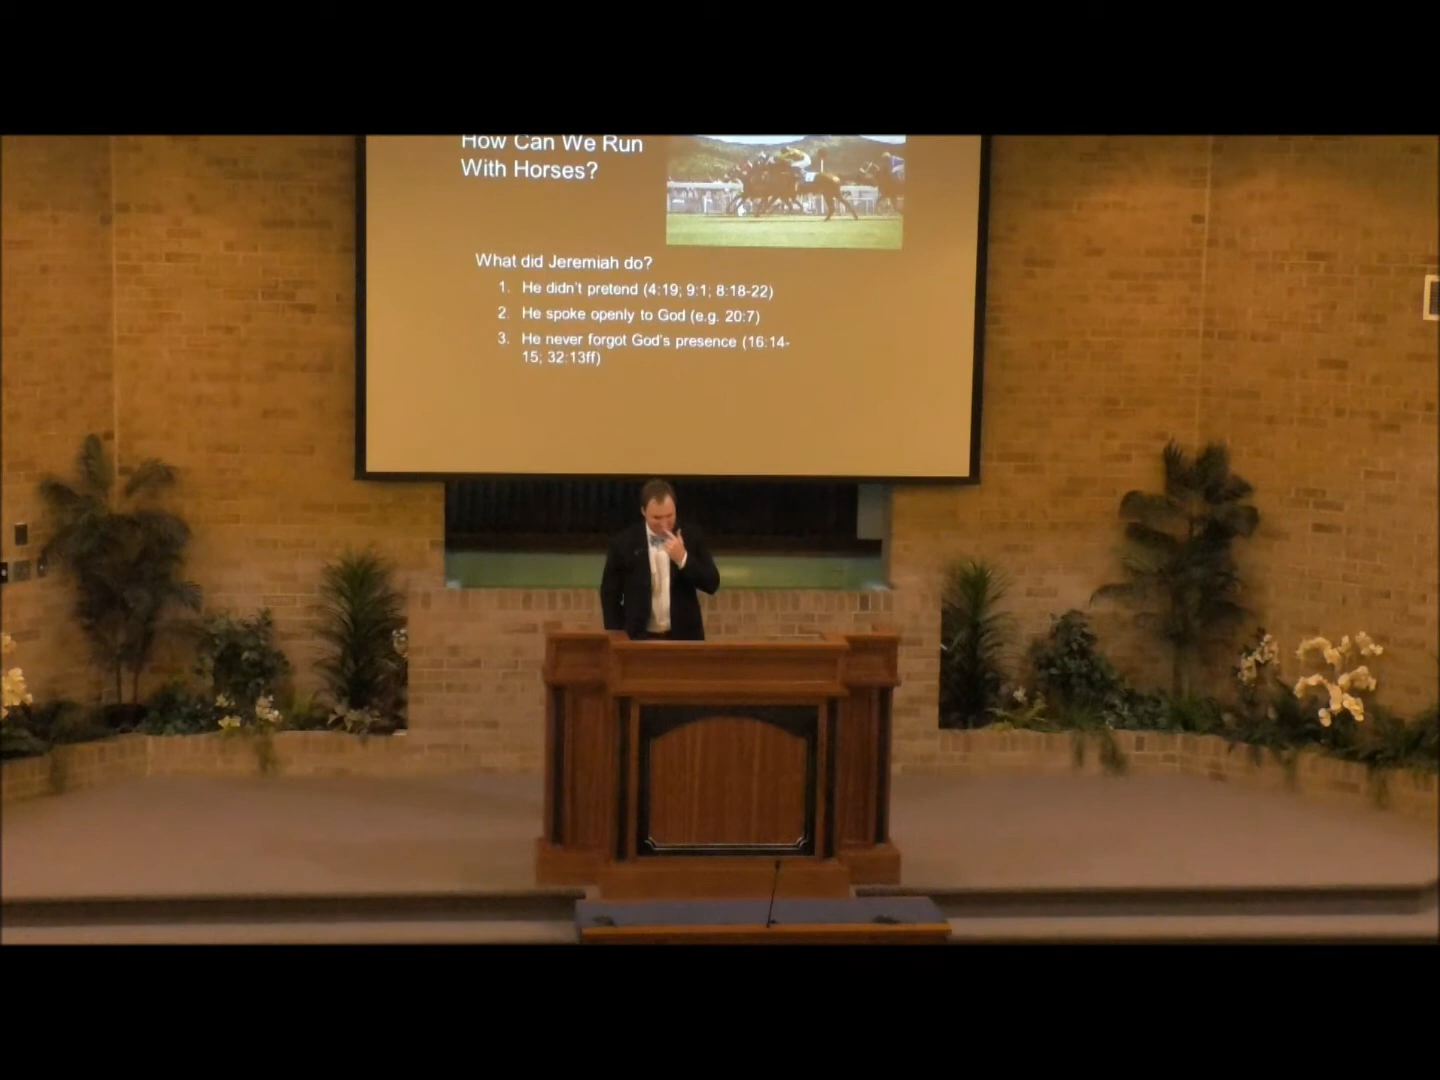 How Can We Run
With Horses?
What did Jeremiah do?
1. He didn't pretend (4:19; 9:1; 8:18-22)
2. He spoke openly to God (e.g. 20:7)
3. He never forgot God's presence (16:14-
15; 32:13ff)